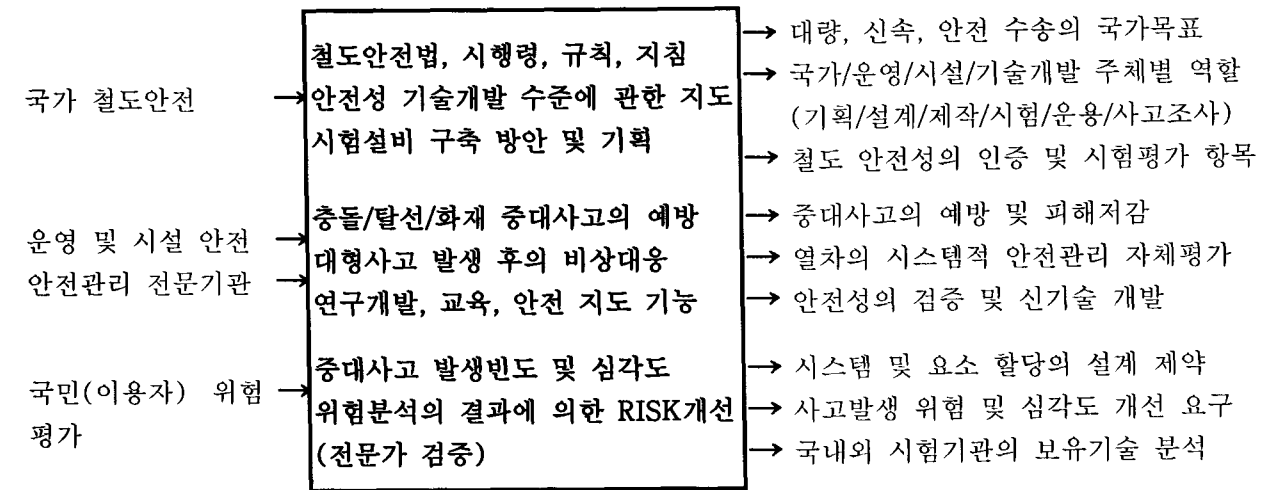 국가 철도안전 →
철도안전법, 시행령, 규칙, 지침
안전성 기술개발 수준에 관한 지도
시험설비 구축 방안 및 기획
→ 대량, 신속, 안전 수송의 국가목표
→ 국가/운영/시설/기술개발 주체별 역할
(기획/설계/제작/시험/운용/사고조사)
→ 철도 안전성의 인증 및 시험평가 항목
운영 및 시설 안전 →
안전관리 전문기관 →
충돌/탈선/화재 중대사고의 예방
대형사고 발생 후의 비상대응
연구개발, 교육, 안전 지도 기능
→ 중대사고의 예방 및 피해저감
→ 열차의 시스템적 안전관리 자체평가
→ 안전성의 검증 및 신기술 개발
국민(이용자) 위험 →
평가
중대사고 발생빈도 및 심각도
위험분석의 결과에 의한 RISK개선
(전문가 검증)
→ 시스템 및 요소 할당의 설계 제약
→ 사고발생 위험 및 심각도 개선 요구
→ 국내외 시험기관의 보유기술 분석